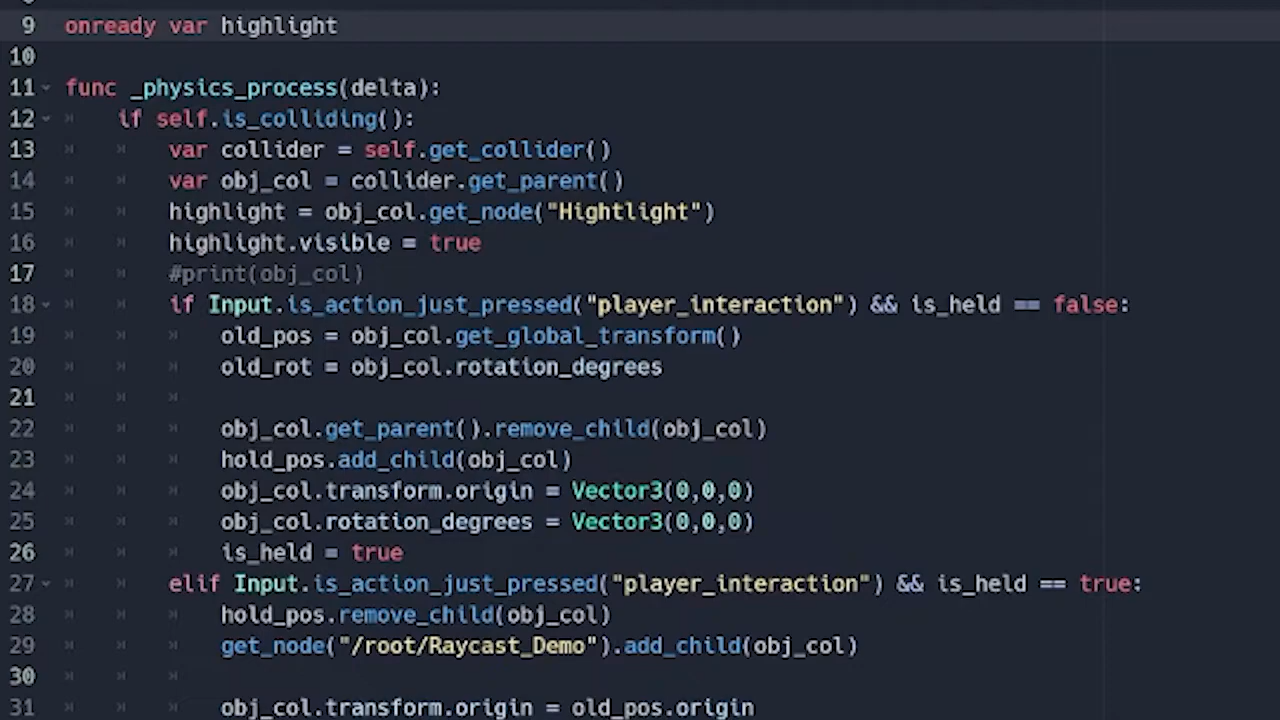 9 onready var highlight
10
11 func _physics_process(delta):
12 if self.is_colliding():
13 var collider = self.get_collider()
14 var obj_col = collider.get_parent()
15 highlight = obj_col.get_node("Hightlight")
16 highlight.visible = true
17 #print(obj_col)
18 if Input.is_action_just_pressed("player_interaction") && is_held == false:
19 old_pos = obj_col.get_global_transform()
20 old_rot = obj_col.rotation_degrees
21
22 obj_col.get_parent().remove_child(obj_col)
23 hold_pos.add_child(obj_col)
24 obj_col.transform.origin = Vector3(0,0,0)
25 obj_col.rotation_degrees = Vector3(0,0,0)
26 is_held = true
27 elif Input.is_action_just_pressed("player_interaction") && is_held == true:
28 hold_pos.remove_child(obj_col)
29 get_node("/root/Raycast_Demo").add_child(obj_col)
30
31 obj_col.transform.origin = old_pos.origin